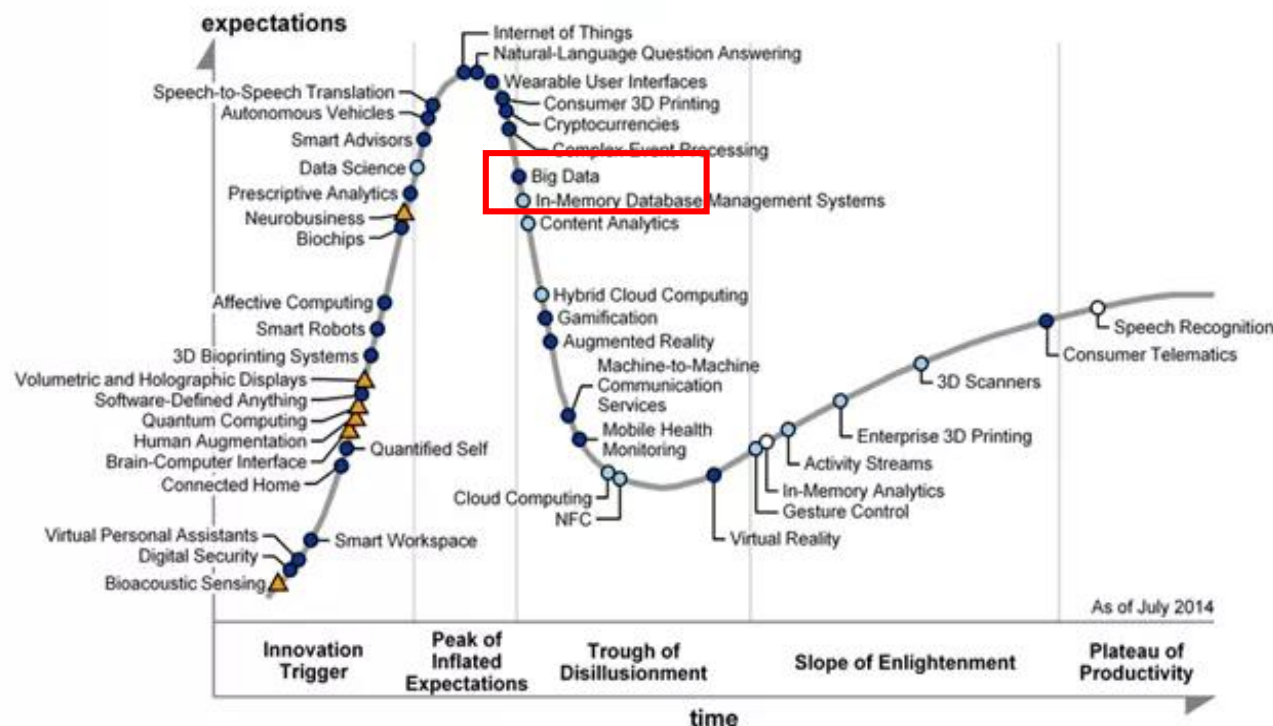 expectations
Internet of Things
Natural-Language Question Answering
Wearable User Interfaces
Speech-to-Speech Translation
Consumer 3D Printing
Autonomous Vehicles
Cryptocurrencies
Smart Advisors
Complex Event Processing
Data Science
Big Data
Prescriptive Analytics
In-Memory Database Management Systems
Neurobusiness
Content Analytics
Biochips
Hybrid Cloud Computing
Affective Computing
Gamification
Smart Robots
Augmented Reality
Speech Recognition
3D Bioprinting Systems
Consumer Telematics
Machine-to-Machine
Communication
Services
Volumetric and Holographic Displays
3D Scanners
Software-Defined Anything
Quantum Computing
Mobile Health
Monitoring
Enterprise 3D Printing
Human Augmentation
Quantified Self
Brain-Computer Interface
Activity Streams
Connected Home
Cloud Computing
In-Memory Analytics
NFC
Gesture Control
Virtual Personal Assistants
Smart Workspace
Virtual Reality
Digital Security
Bioacoustic Sensing
As of July 2014
Innovation
Trigger
Peak of
Inflated
Expectations
Trough of
Disillusionment
Slope of Enlightenment
Plateau of
Productivity
time